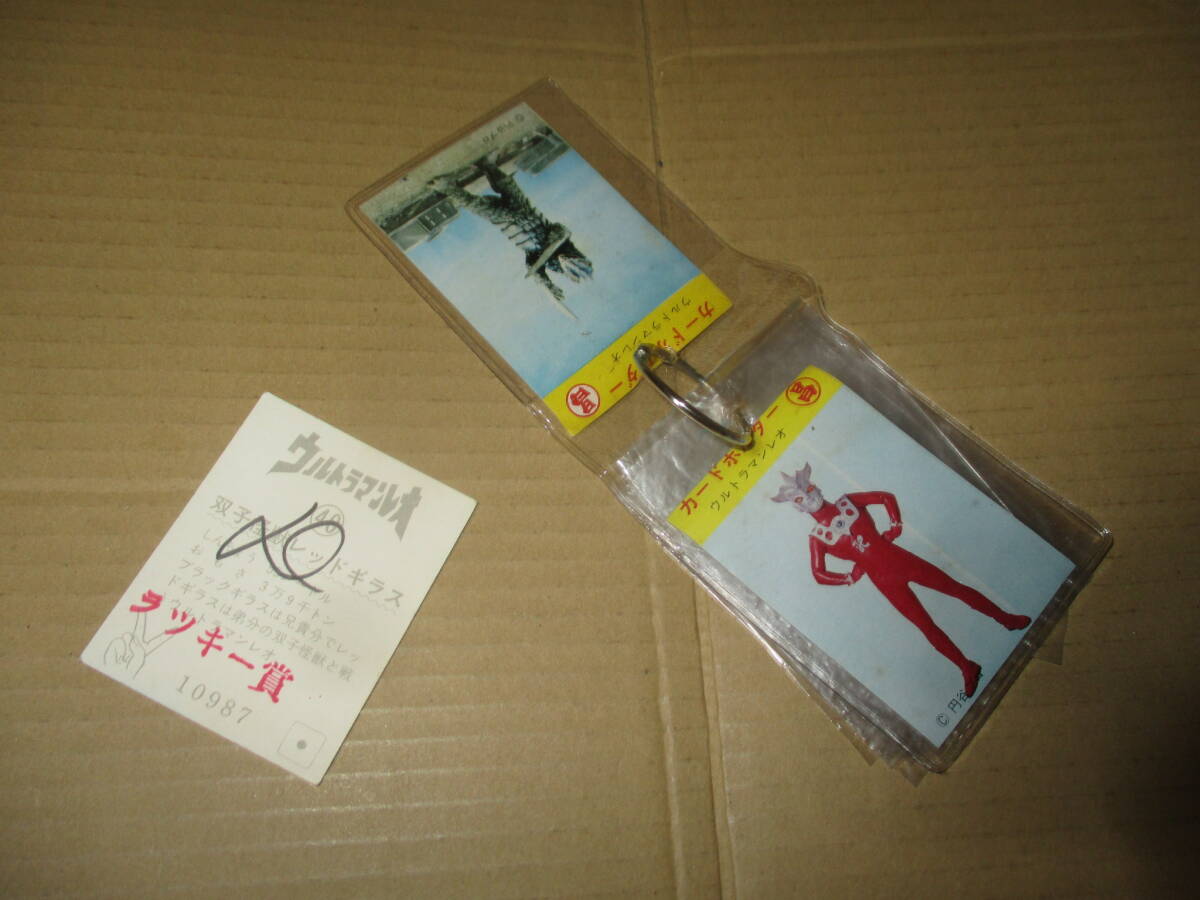 ウルトラマンレオ
40
双子怪獣レッドギラス
3万9千トン
ブラックギラスは兄貴分でレッ
ドギラスは弟分の双子怪獣と戦
ウルトラマンレオ
ラッキー賞
10987
カードホルダー
ウルトラマンレオ
カードホルダー
ウルトラマンレオ
© 円谷